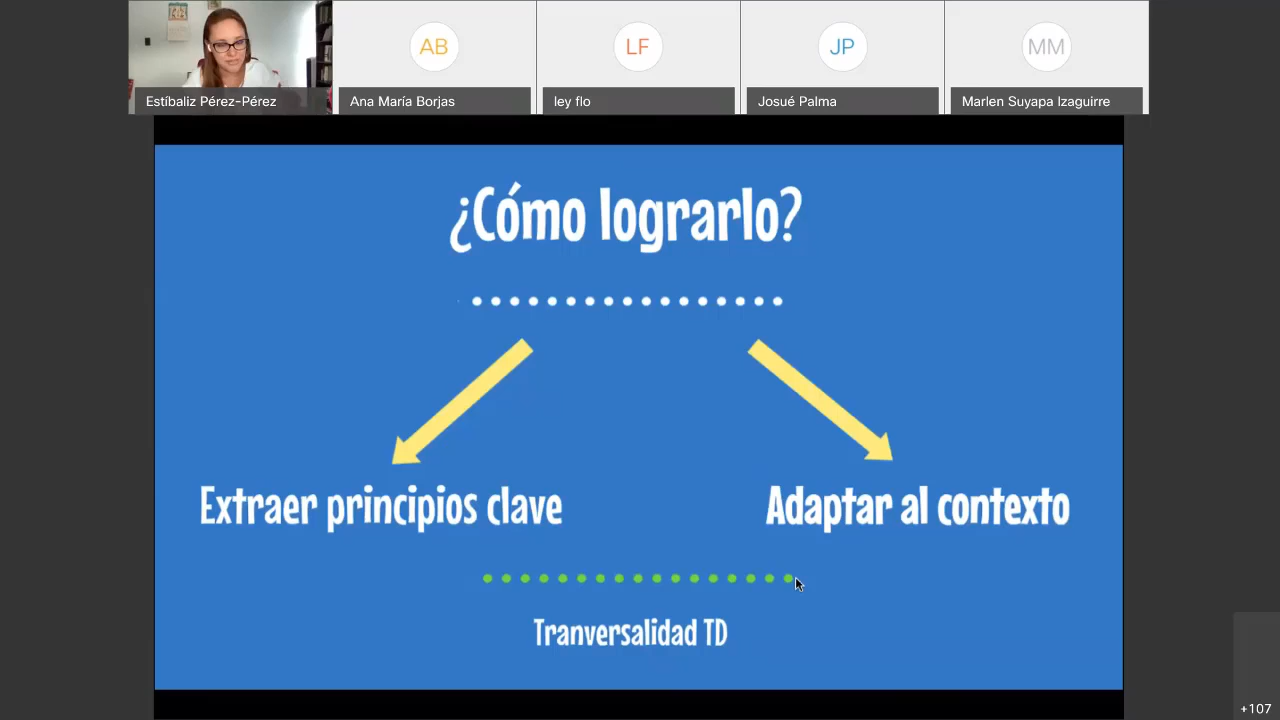 AB
LF
JP
MM
Estíbaliz Pérez-Pérez
Ana María Borjas
ley flo
Josué Palma
Marlen Suyapa Izaguirre
¿Cómo lograrlo?
Extraer principios clave
Adaptar al contexto
Tranversalidad TD
+107